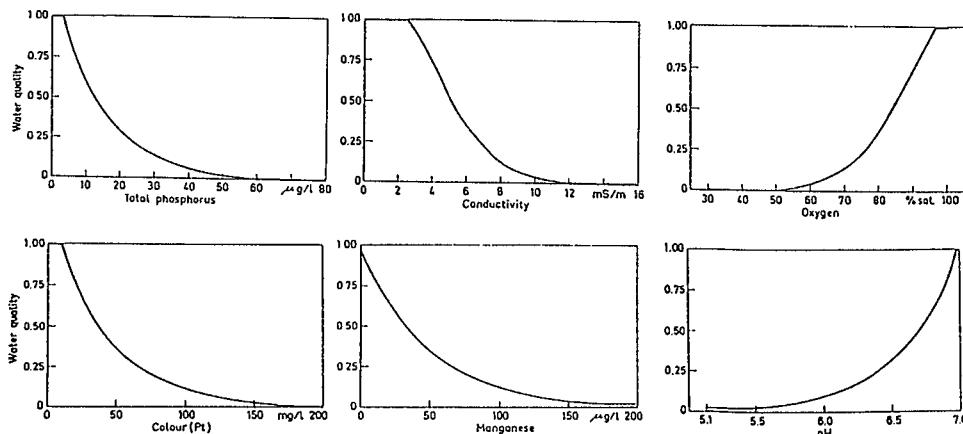 1.00
0.75
0.50
0.25
0
Water quality
0 10 20 30 40 50 60 μg/l 80
Total phosphorus
1.00
0.75
0.50
0.25
0
0 2 4 6 8 10 12 mS/m 16
Conductivity
1.00
0.75
0.50
0.25
0
25 30 50 60 70 80 % sat. 100
Oxygen
1.00
0.75
0.50
0.25
0
Water quality
0 50 100 150 mg/l 200
Colour (Pt)
1.00
0.75
0.50
0.25
0
0 50 100 150 μg/l 200
Manganese
1.00
0.75
0.50
0.25
0
5.1 5.5 6.0 6.5 7.0
pH